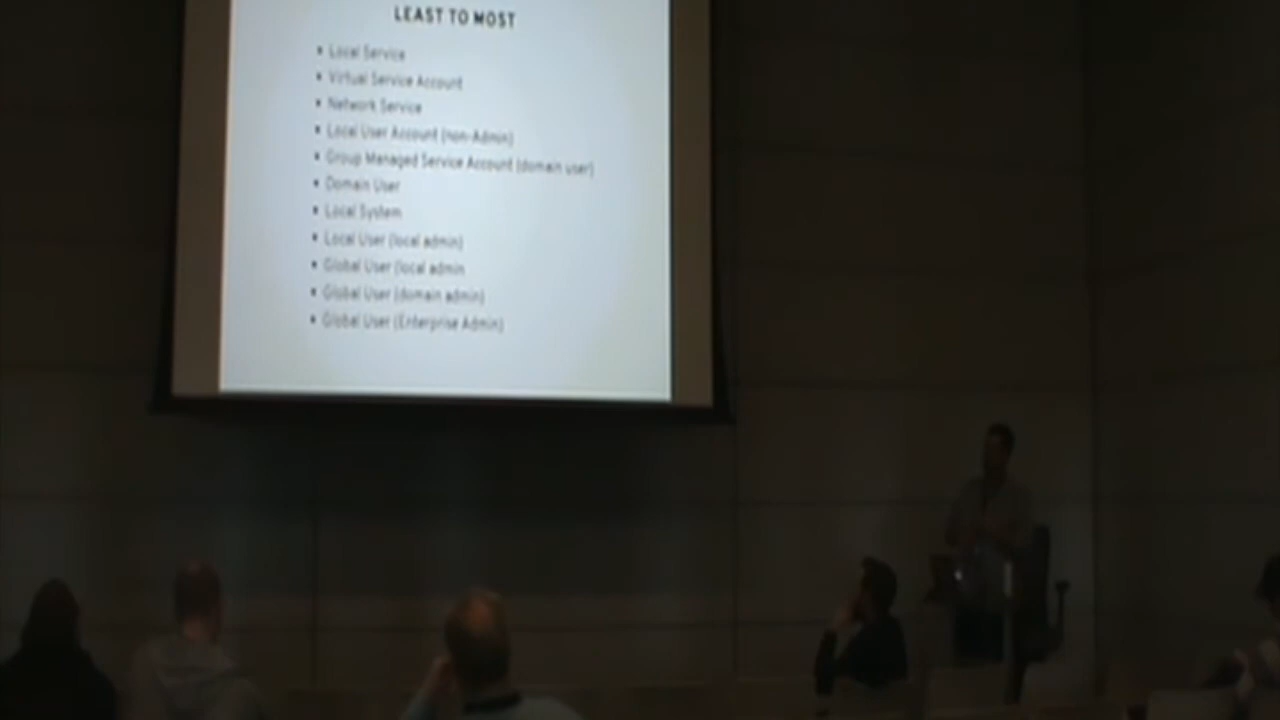 LEAST TO MOST
• Local Service
• Virtual Service Account
• Network Service
• Local User Account (non-Admin)
• Group Managed Service Account (domain user)
• Domain User
• Local System
• Local User (local admin)
• Global User (local admin
• Global User (domain admin)
• Global User (Enterprise Admin)